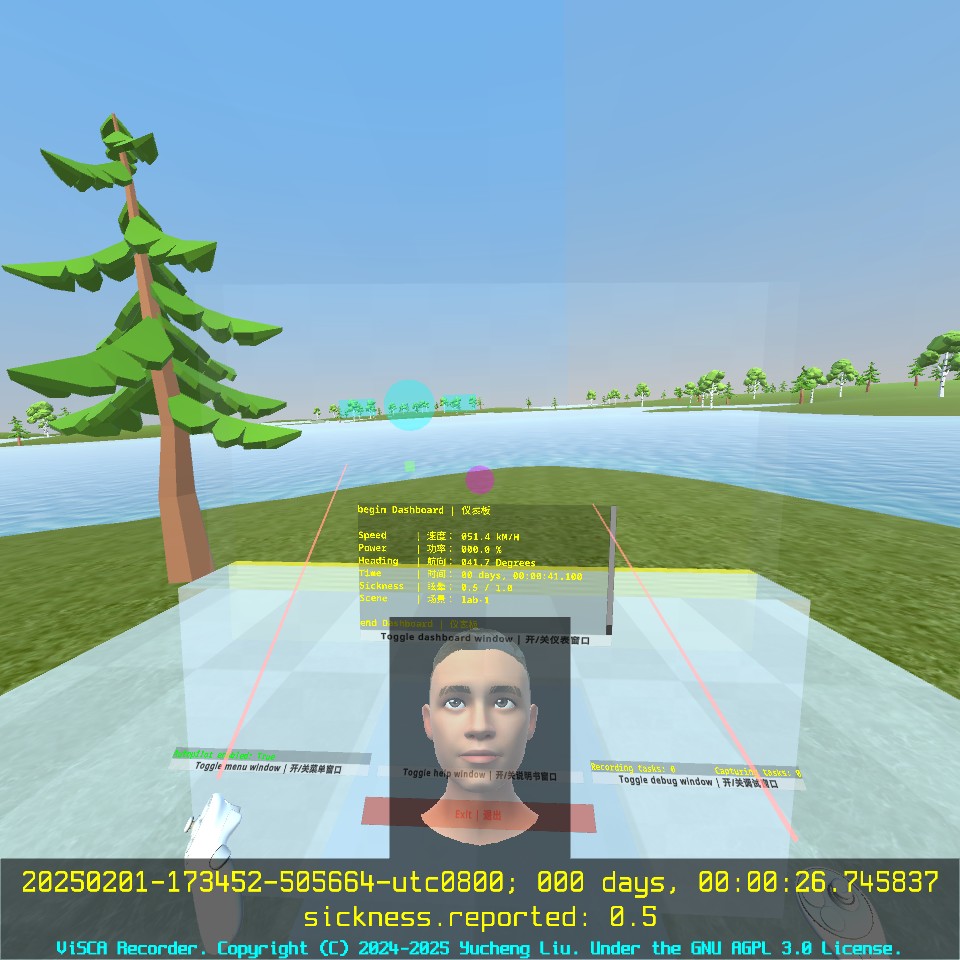 begin Dashboard | 仪表板
Speed | 速度: 051.4 kM/H
Power | 功率: 000.0 %
Heading | 航向: 041.7 Degrees
Time | 时间: 00 days, 00:00:41.100
Sickness | 眩晕: 0.5 / 1.0
Scene | 场景: lab-1
end Dashboard | 仪表板
Toggle dashboard window | 开/关仪表窗口
Toggle menu window | 开/关菜单窗口
Toggle help window | 开/关说明书窗口
Recording tasks: 0 Capturing tasks: 0
Toggle debug window | 开/关调试窗口
Exit | 退出
20250201-173452-505664-utc0800; 000 days, 00:00:26.745837
sickness.reported: 0.5
ViSCA Recorder. Copyright (C) 2024-2025 Yucheng Liu. Under the GNU AGPL 3.0 License.